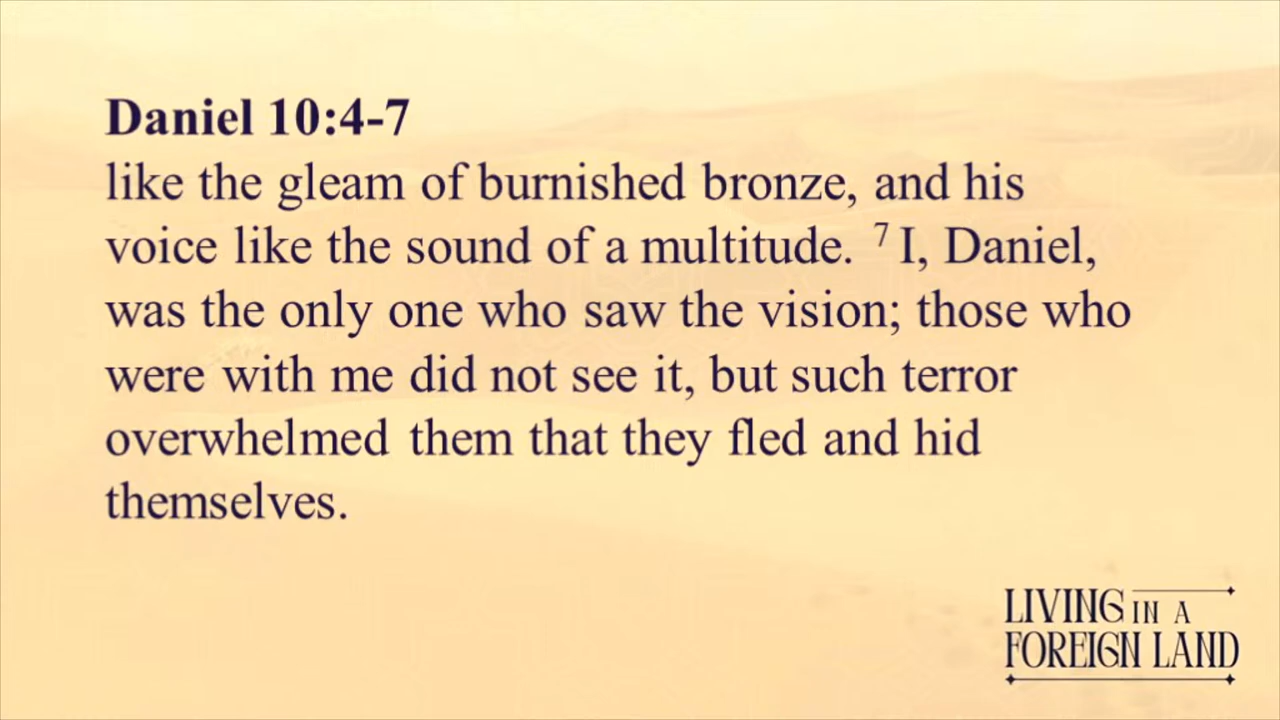 Daniel 10:4-7
like the gleam of burnished bronze, and his
voice like the sound of a multitude. 7 I, Daniel,
was the only one who saw the vision; those who
were with me did not see it, but such terror
overwhelmed them that they fled and hid
themselves.
LIVING IN A
FOREIGN LAND